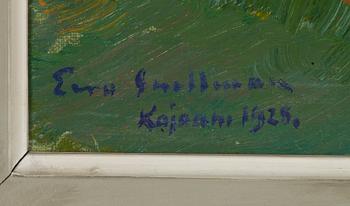 Eero Snellman
Kajaani 1925.